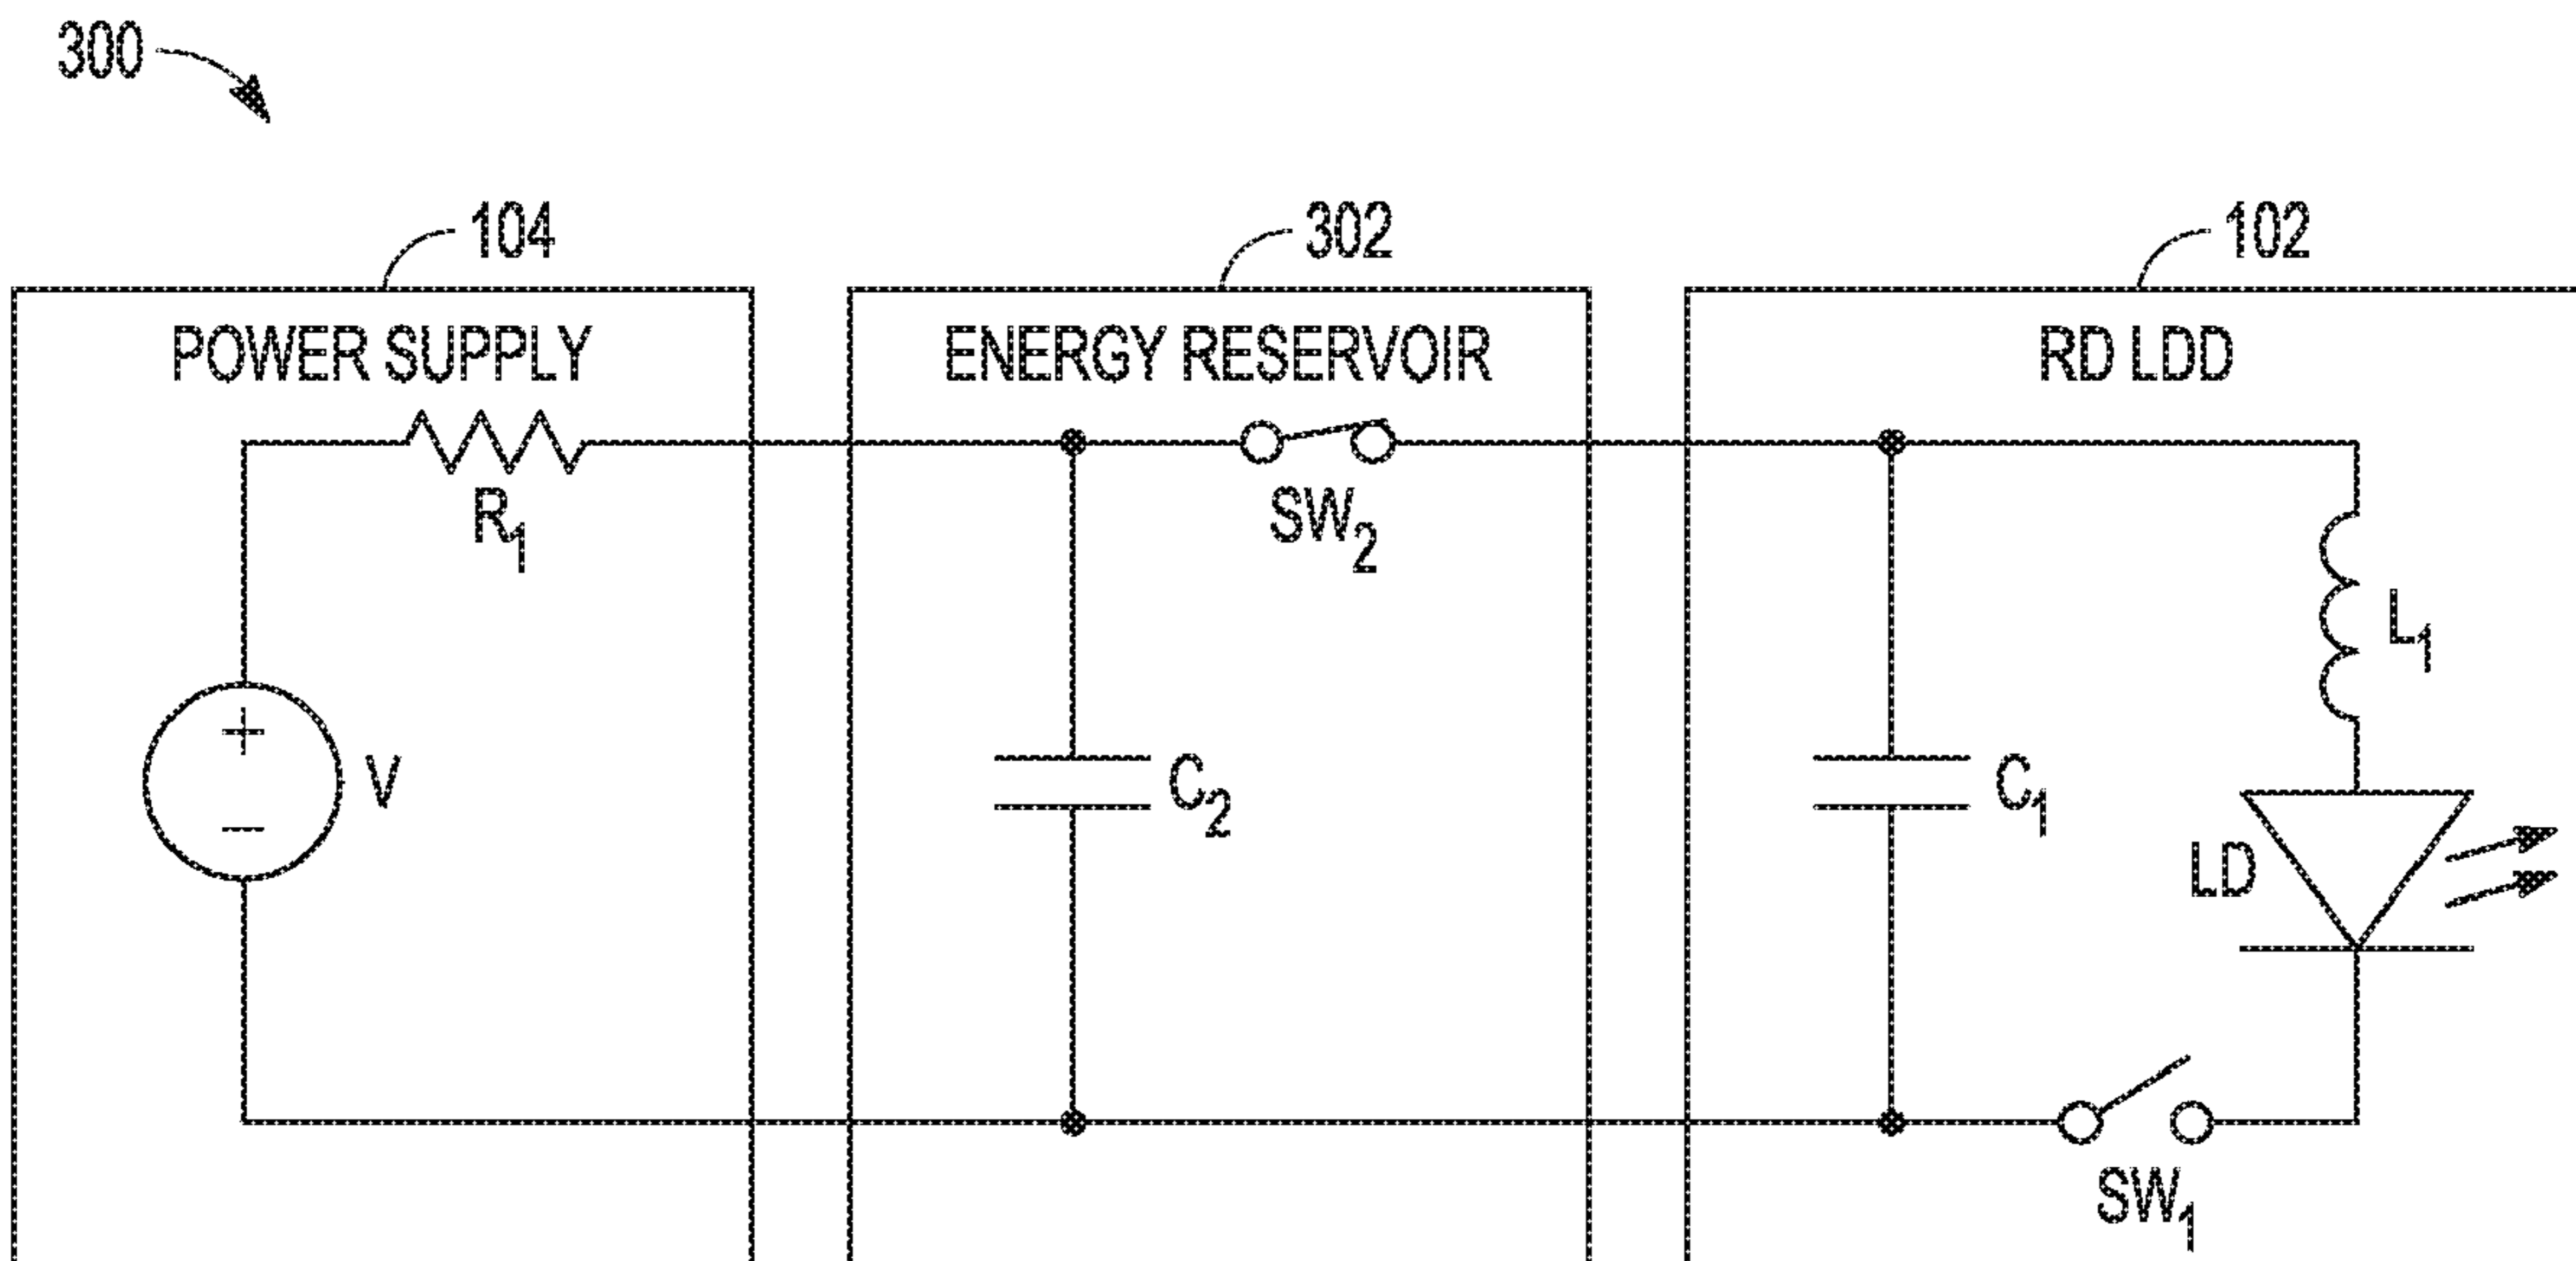 300
104
302
102
POWER SUPPLY
ENERGY RESERVOIR
RD LDD
R1
SW2
L1
+
−
V
C2
C1
LD
SW1